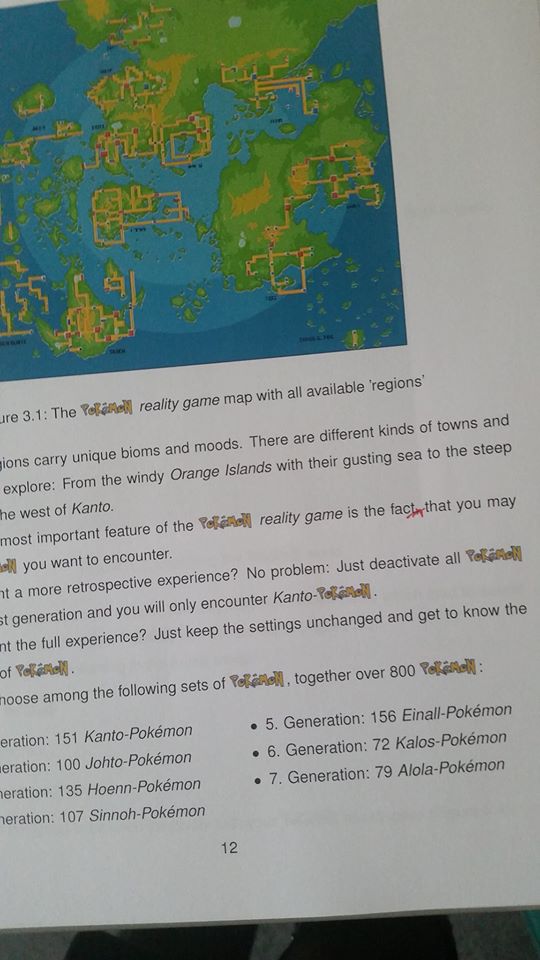 ure 3.1: The POKéMON reality game map with all available 'regions'
gions carry unique bioms and moods. There are different kinds of towns and
explore: From the windy Orange Islands with their gusting sea to the steep
he west of Kanto.
most important feature of the POKéMON reality game is the fact, that you may
ON you want to encounter.
nt a more retrospective experience? No problem: Just deactivate all POKéMON
st generation and you will only encounter Kanto-POKéMON.
nt the full experience? Just keep the settings unchanged and get to know the
of POKéMON.
hoose among the following sets of POKéMON, together over 800 POKéMON:
eration: 151 Kanto-Pokémon
neration: 100 Johto-Pokémon
neration: 135 Hoenn-Pokémon
neration: 107 Sinnoh-Pokémon
• 5. Generation: 156 Einall-Pokémon
• 6. Generation: 72 Kalos-Pokémon
• 7. Generation: 79 Alola-Pokémon
12